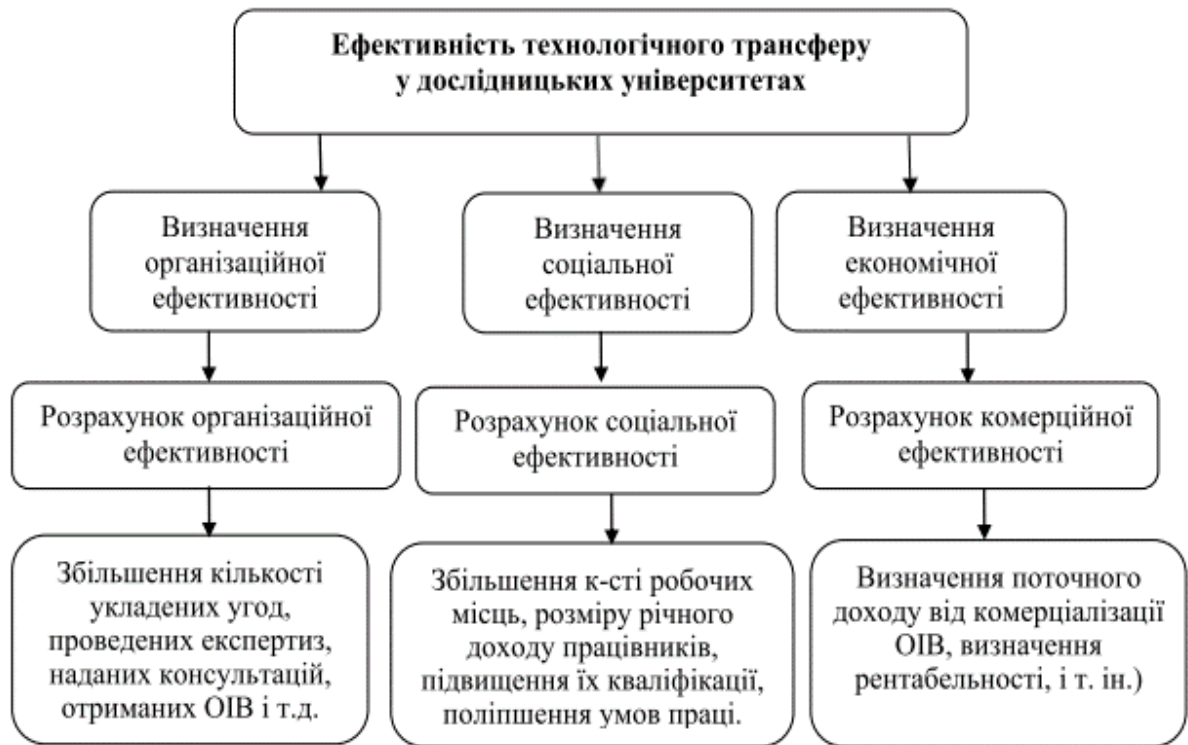 Ефективність технологічного трансферу
у дослідницьких університетах
Визначення
організаційної
ефективності
Визначення
соціальної
ефективності
Визначення
економічної
ефективності
Розрахунок організаційної
ефективності
Розрахунок соціальної
ефективності
Розрахунок комерційної
ефективності
Збільшення кількості
укладених угод,
проведених експертиз,
наданих консультацій,
отриманих ОІВ і т.д.
Збільшення к-сті робочих
місць, розміру річного
доходу працівників,
підвищення їх кваліфікації,
поліпшення умов праці.
Визначення поточного
доходу від комерціалізації
ОІВ, визначення
рентабельності, і т. ін.)